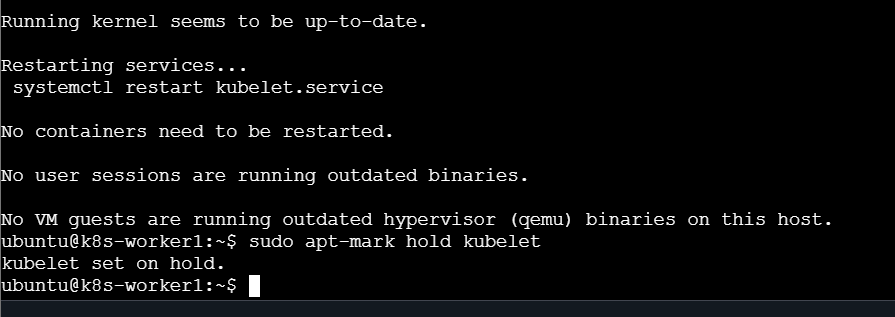 Running kernel seems to be up-to-date.
Restarting services...
systemctl restart kubelet.service
No containers need to be restarted.
No user sessions are running outdated binaries.
No VM guests are running outdated hypervisor (qemu) binaries on this host.
ubuntu@k8s-worker1:~$ sudo apt-mark hold kubelet
kubelet set on hold.
ubuntu@k8s-worker1:~$